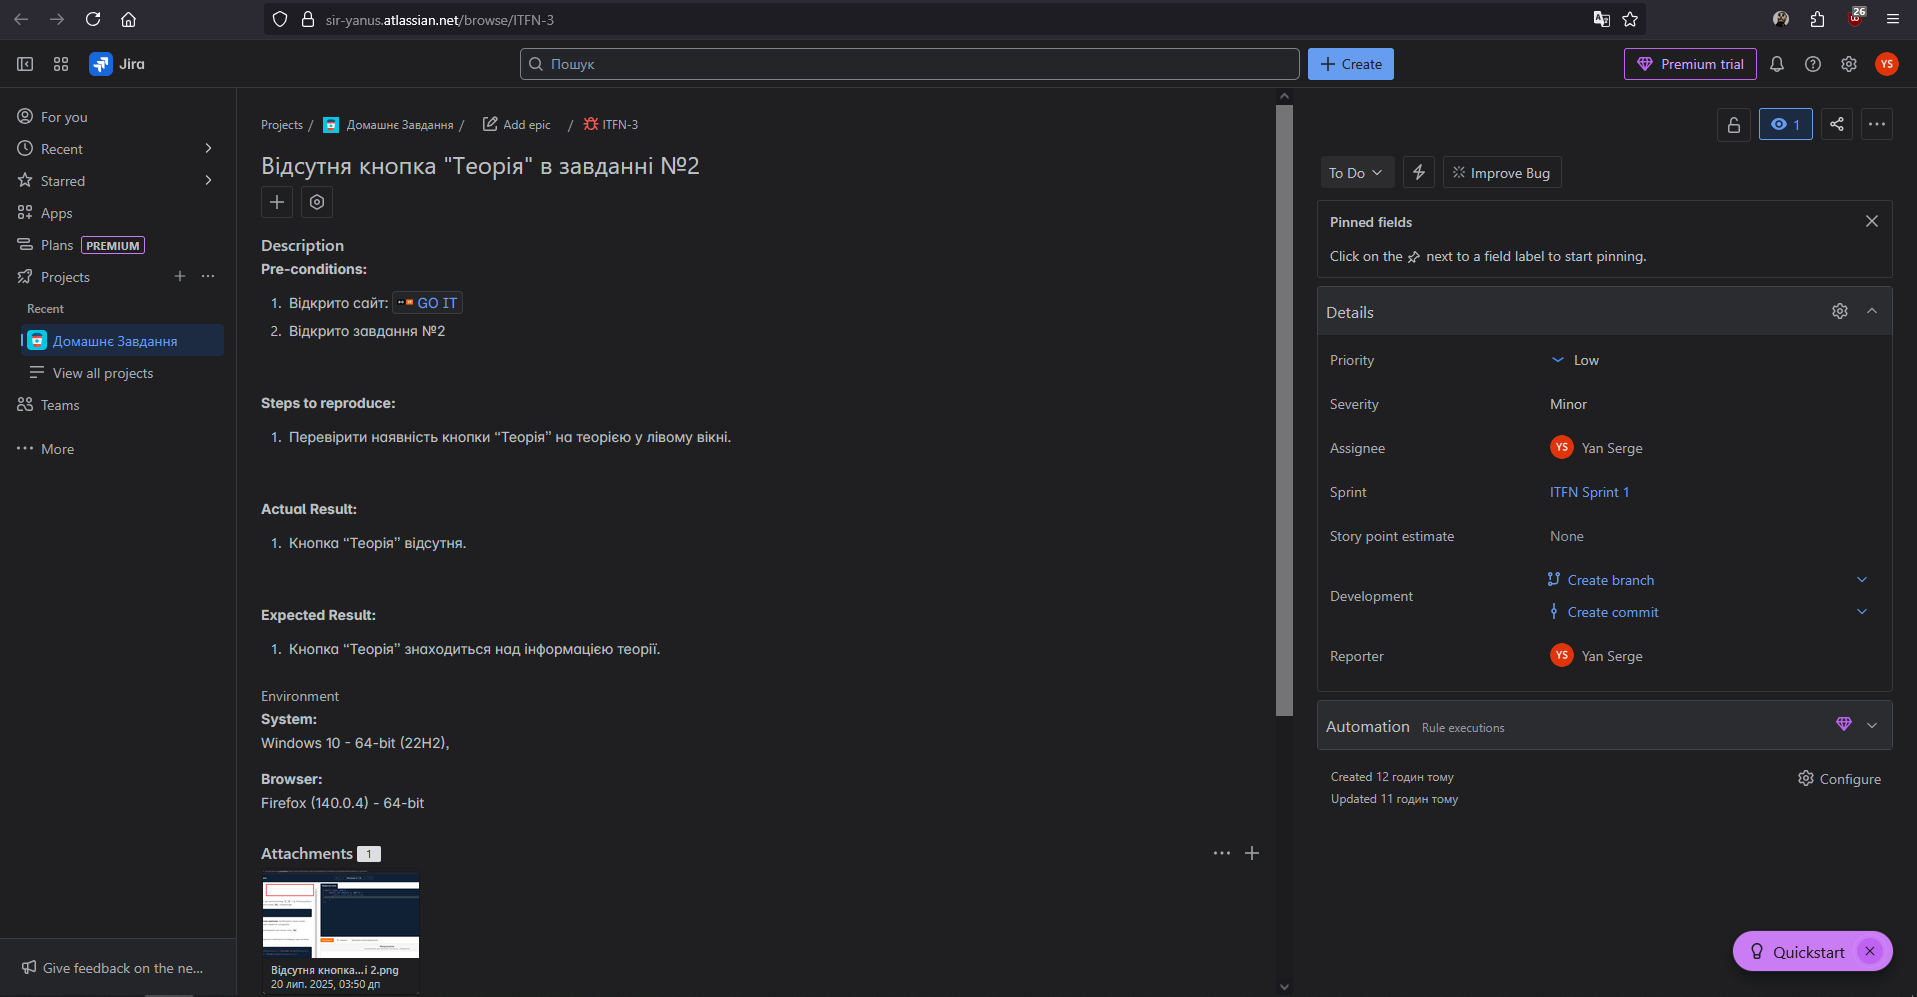 sir-yanus.atlassian.net/browse/ITFN-3
26
Jira
Пошук
Create
Premium trial
YS
For you
Recent
Starred
Apps
Plans PREMIUM
Projects
Recent
Домашнє Завдання
View all projects
Teams
More
Give feedback on the ne...
Projects / Домашнє Завдання / Add epic / ITFN-3
Відсутня кнопка "Теорія" в завданні №2
Description
Pre-conditions:
1. Відкрито сайт: GO IT
2. Відкрито завдання №2
Steps to reproduce:
1. Перевірити наявність кнопки “Теорія” на теорією у лівому вікні.
Actual Result:
1. Кнопка “Теорія” відсутня.
Expected Result:
1. Кнопка “Теорія” знаходиться над інформацією теорії.
Environment
System:
Windows 10 - 64-bit (22H2),
Browser:
Firefox (140.0.4) - 64-bit
Attachments 1
Відсутня кнопка...і 2.png
20 лип. 2025, 03:50 дп
1
To Do
Improve Bug
Pinned fields
Click on the next to a field label to start pinning.
Details
Priority Low
Severity Minor
Assignee YS Yan Serge
Sprint ITFN Sprint 1
Story point estimate None
Development Create branch
Create commit
Reporter YS Yan Serge
Automation Rule executions
Created 12 годин тому
Updated 11 годин тому
Configure
Quickstart